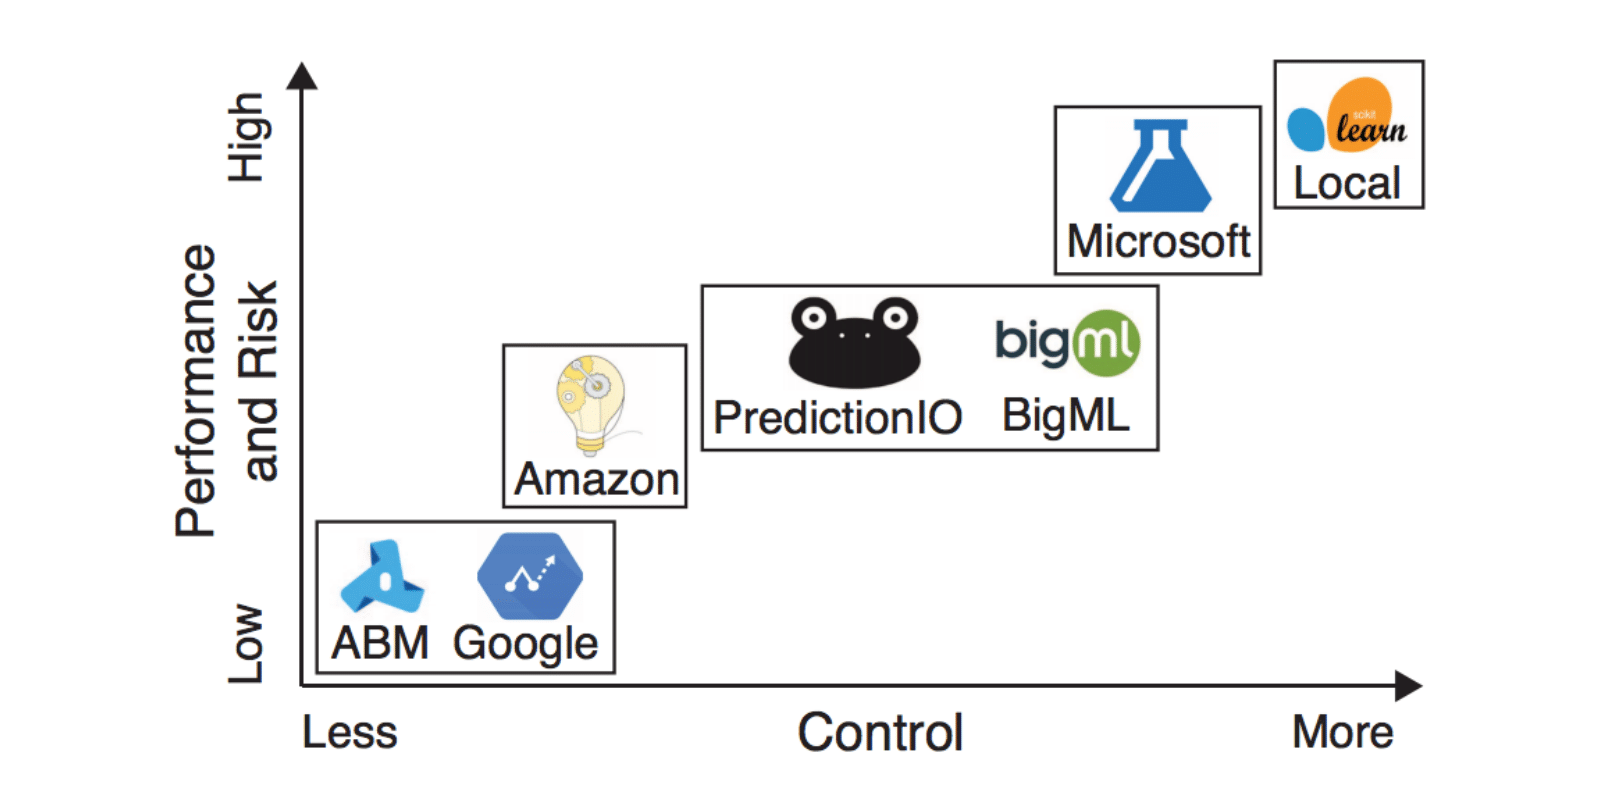 High
Performance
and Risk
Low
scikit
learn
Local
Microsoft
PredictionIO
bigml
BigML
Amazon
ABM
Google
Less
Control
More